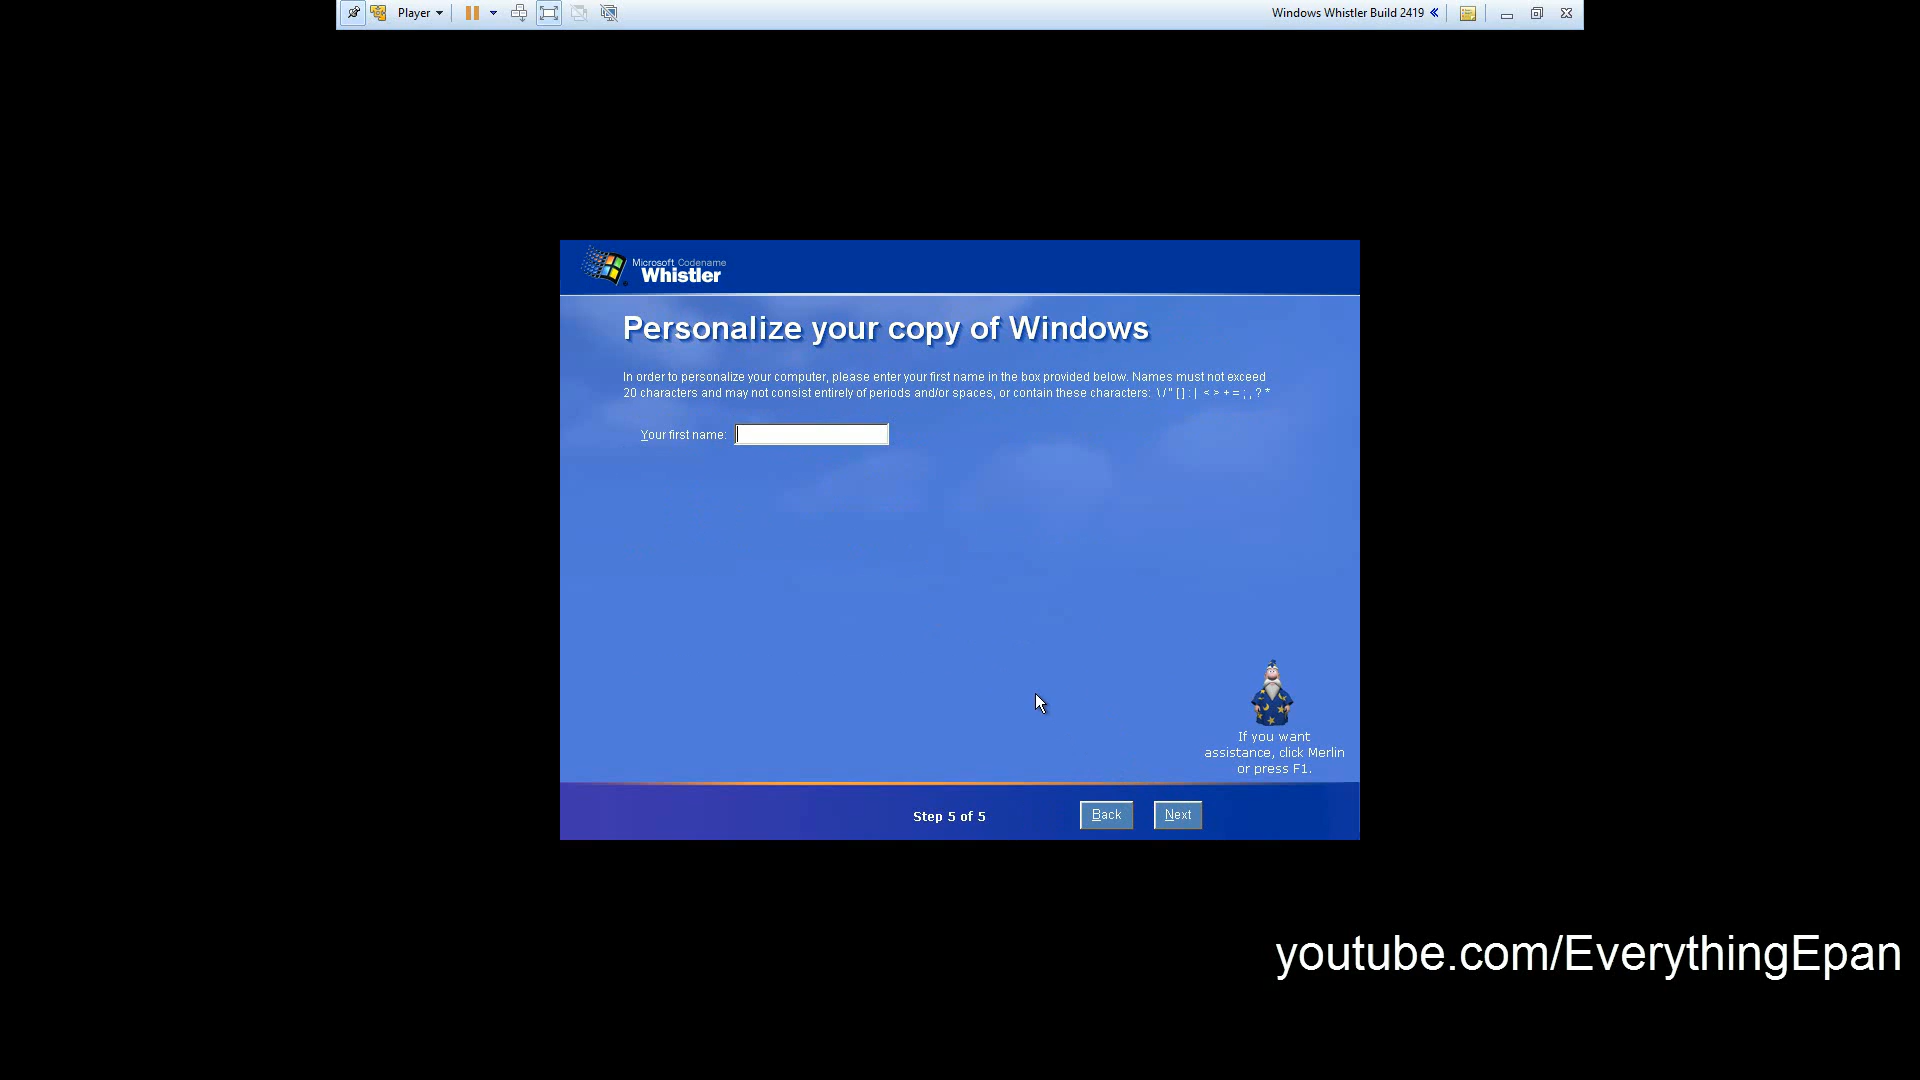 Player
Windows Whistler Build 2419
Microsoft Codename
Whistler
Personalize your copy of Windows
In order to personalize your computer, please enter your first name in the box provided below. Names must not exceed
20 characters and may not consist entirely of periods and/or spaces, or contain these characters: \ / " [ ] : | < > + = ; , ? *
Your first name:
If you want
assistance, click Merlin
or press F1.
Step 5 of 5
Back
Next
youtube.com/EverythingEpan